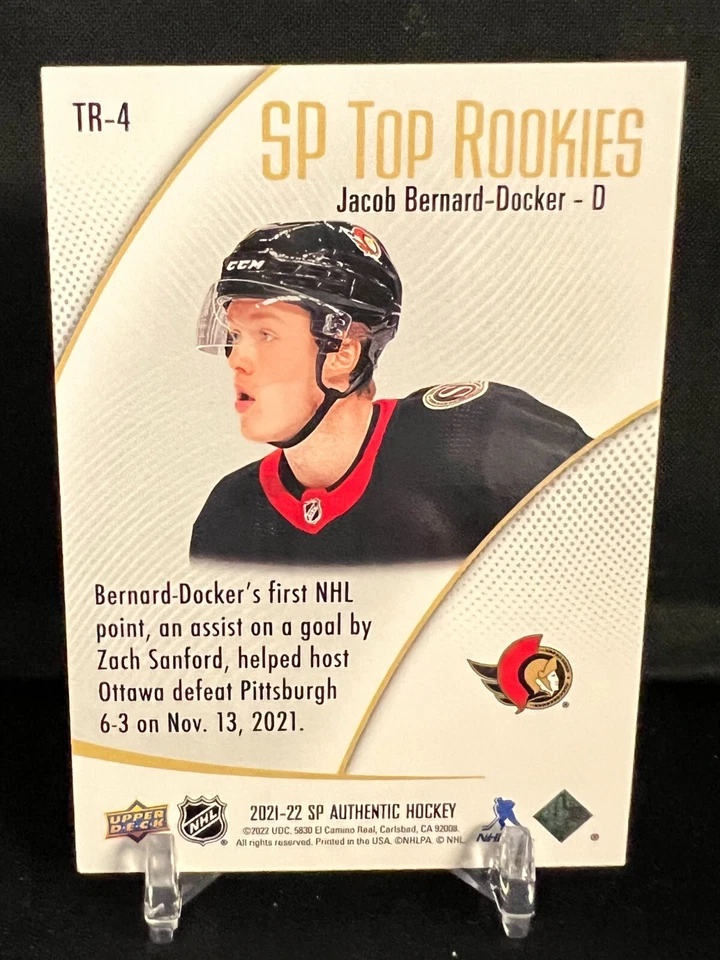 TR-4
SP TOP ROOKIES
Jacob Bernard-Docker - D
CCM
S
NHL
Bernard-Docker's first NHL
point, an assist on a goal by
Zach Sanford, helped host
Ottawa defeat Pittsburgh
6-3 on Nov. 13, 2021.
®
UPPER
DECK
NHL
®
2021-22 SP AUTHENTIC HOCKEY
©2022 UDC. 5830 El Camino Real, Carlsbad, CA 92008.
All rights reserved. Printed in the USA. ©NHLPA. © NHL
NHL
®